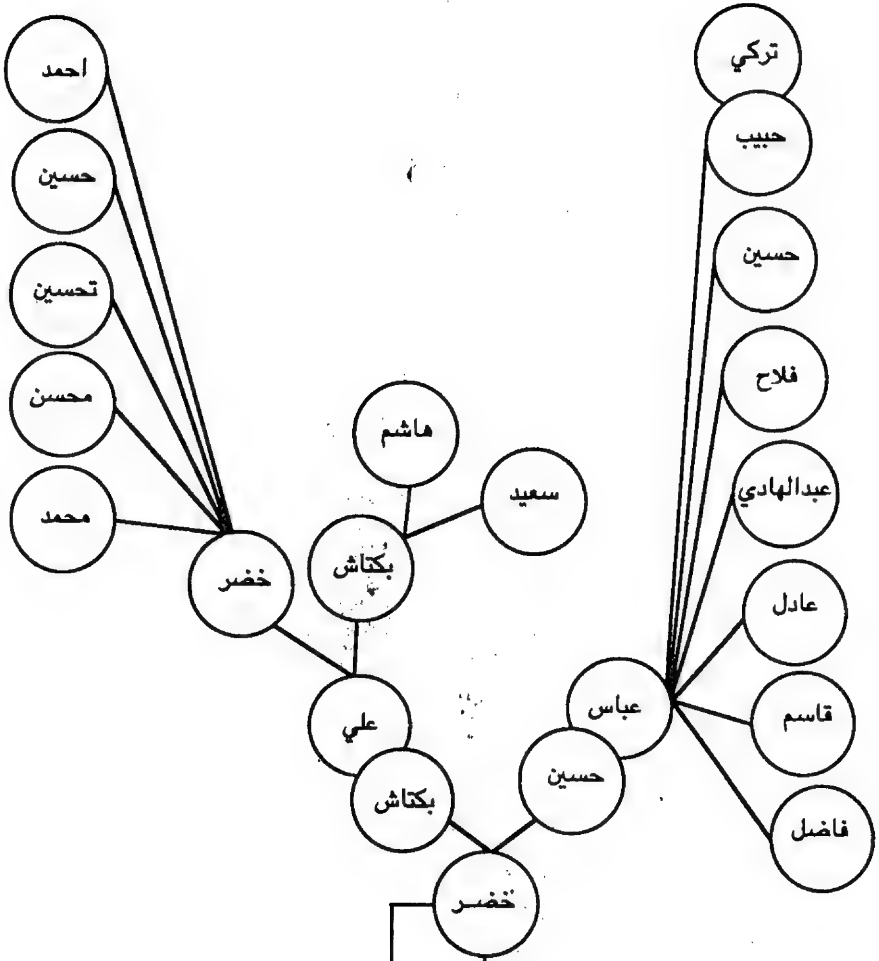 تركي
احمد
حبيب
حسين
حسين
تحسين
فلاح
محسن
هاشم
عبدالهادي
سعيد
محمد
بكتاش
خضر
عادل
عباس
قاسم
علي
حسين
بكتاش
فاضل
خضر